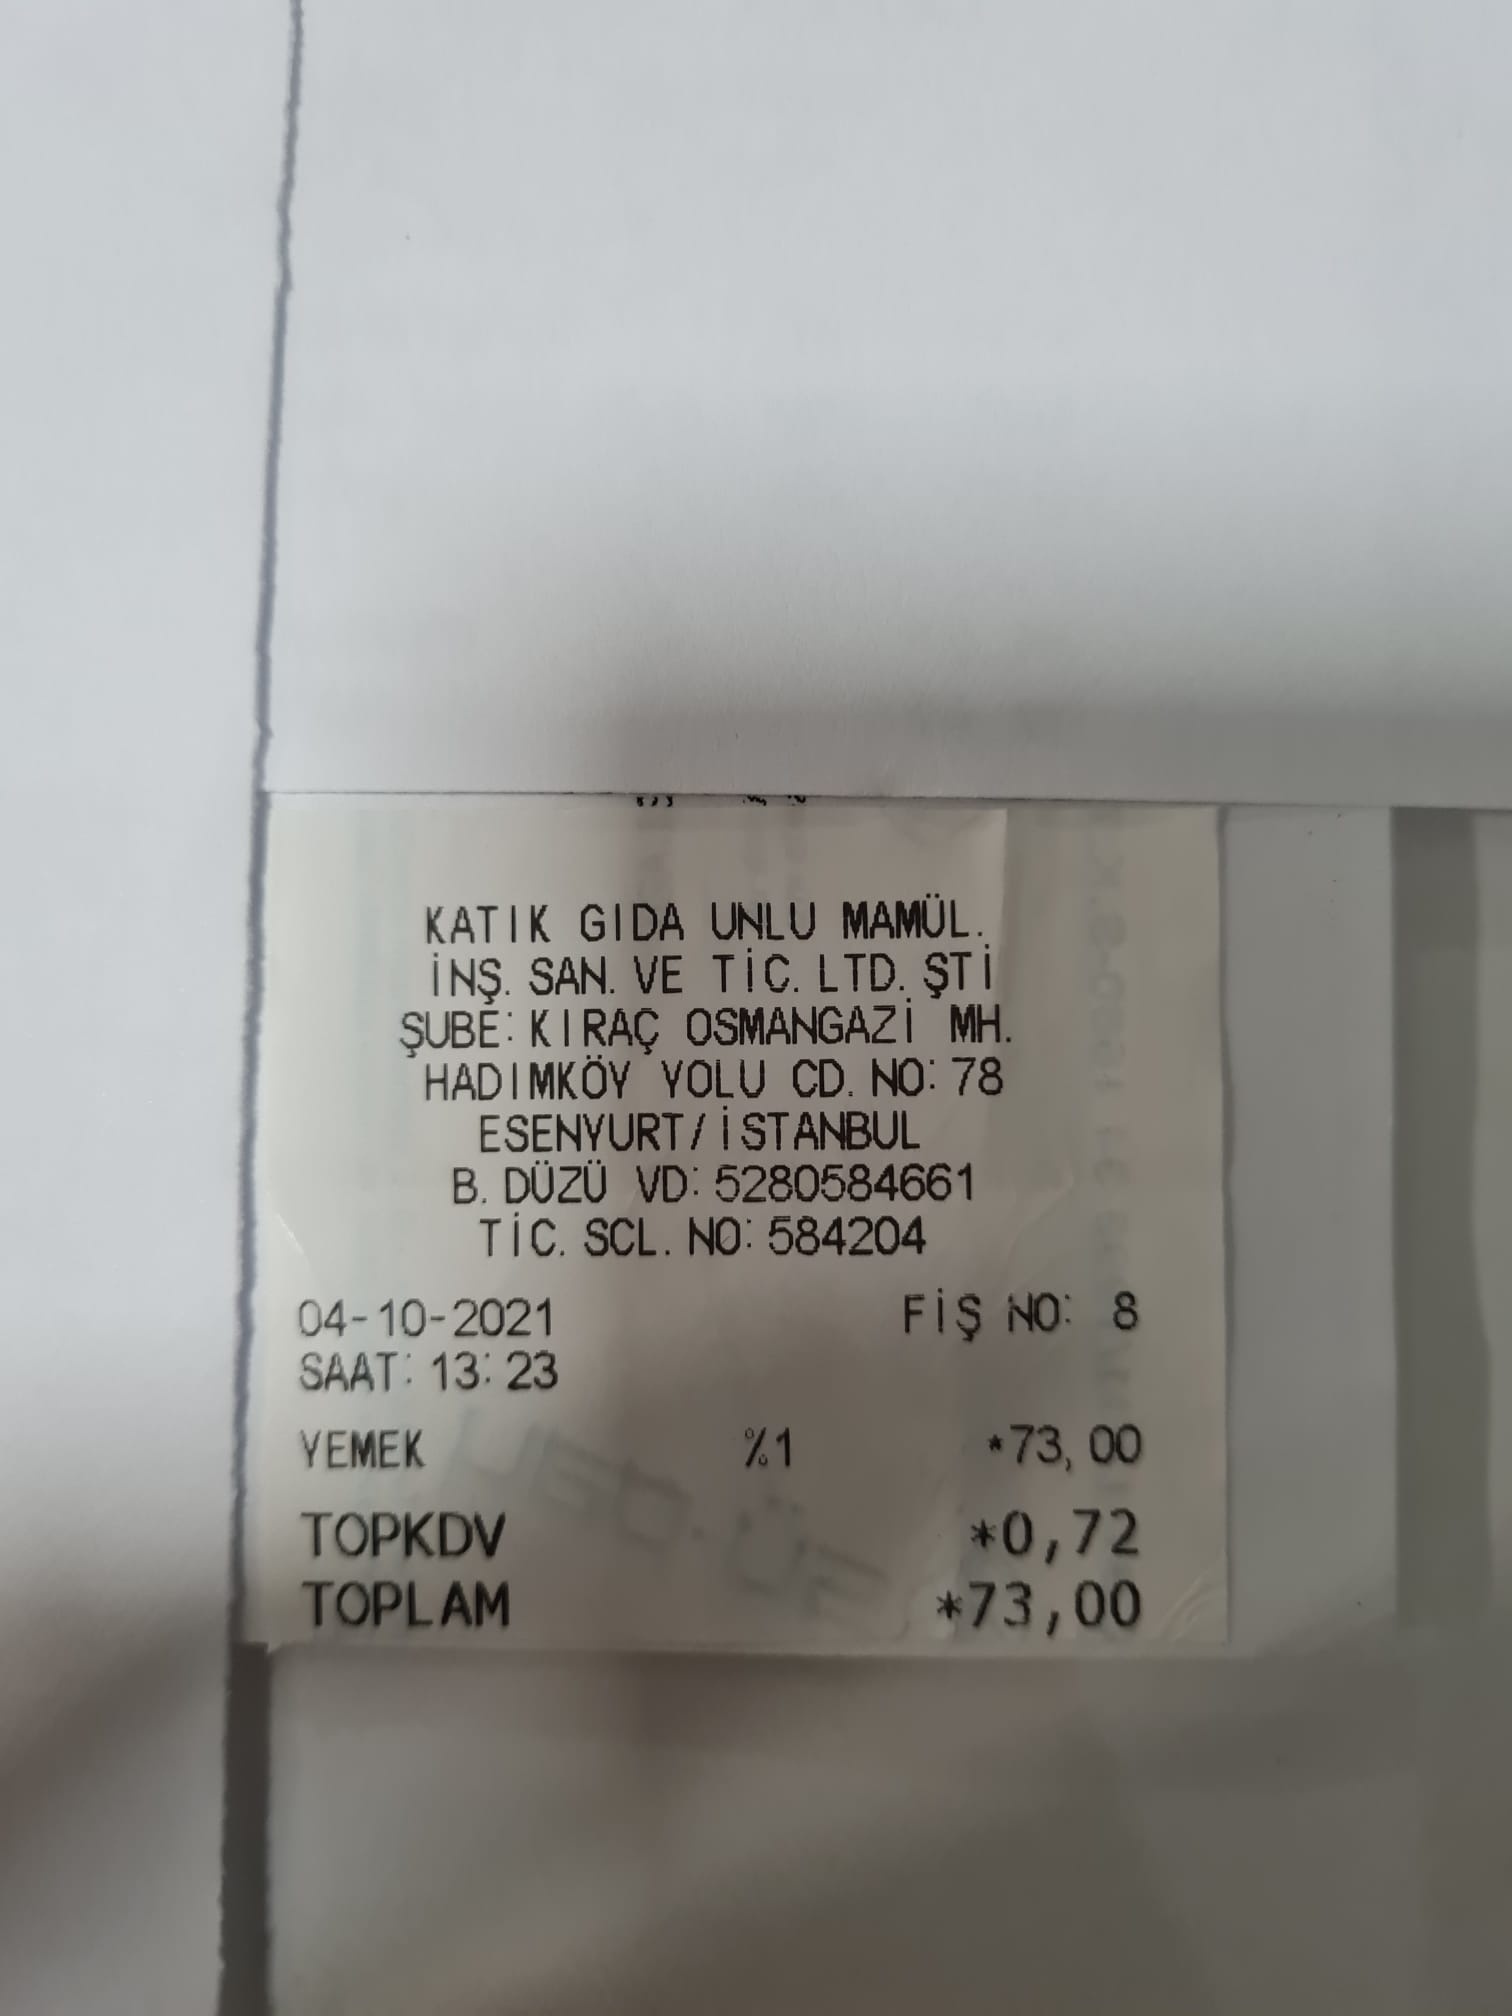 KATIK GIDA UNLU MAMÜL.
İNŞ. SAN. VE TİC. LTD. ŞTİ
ŞUBE: KIRAÇ OSMANGAZİ MH.
HADIMKÖY YOLU CD. NO: 78
ESENYURT/İSTANBUL
B. DÜZÜ VD: 5280584661
TİC. SCL. NO: 584204
04-10-2021 FİŞ NO: 8
SAAT: 13:23
YEMEK %1 *73,00
TOPKDV *0,72
TOPLAM *73,00